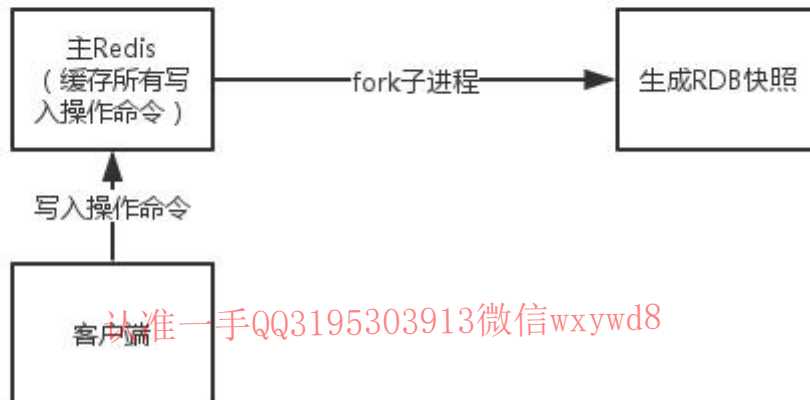 主Redis
（缓存所有写
入操作命令）
fork子进程
生成RDB快照
写入操作命令
客户端
认准一手QQ3195303913微信wxywd8